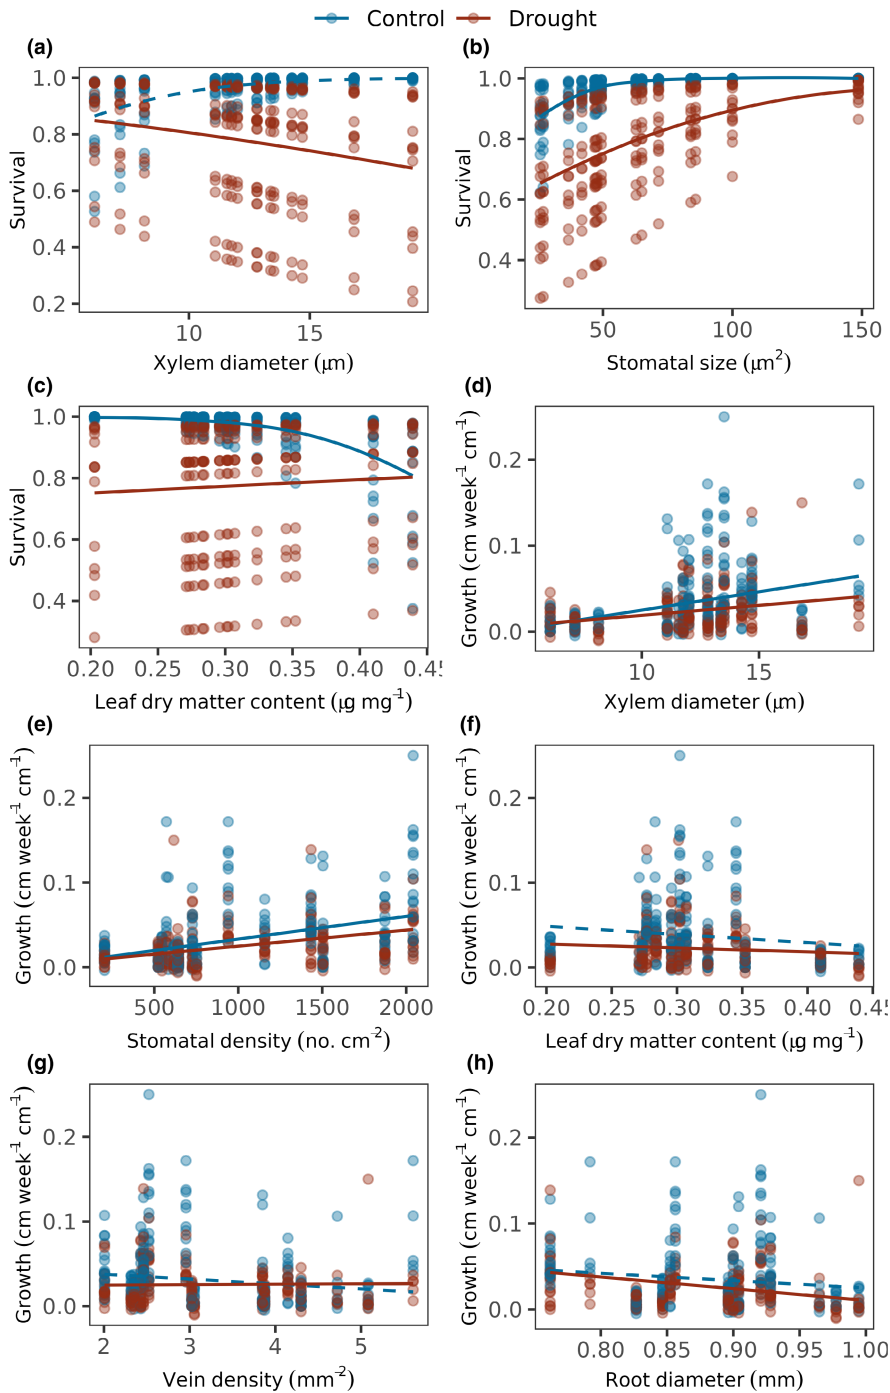 Control Drought
(a) (b)
1.0
0.8
0.6
0.4
0.2
Survival
10 15
Xylem diameter (μm)
1.0
0.8
0.6
0.4
Survival
50 100 150
Stomatal size (μm²)
(c) (d)
1.0
0.8
0.6
0.4
Survival
0.20 0.25 0.30 0.35 0.40 0.45
Leaf dry matter content (μg mg⁻¹)
0.2
0.1
0.0
Growth (cm week⁻¹ cm⁻¹)
10 15
Xylem diameter (μm)
(e) (f)
0.2
0.1
0.0
Growth (cm week⁻¹ cm⁻¹)
500 1000 1500 2000
Stomatal density (no. cm⁻²)
0.2
0.1
0.0
Growth (cm week⁻¹ cm⁻¹)
0.20 0.25 0.30 0.35 0.40 0.45
Leaf dry matter content (μg mg⁻¹)
(g) (h)
0.2
0.1
0.0
Growth (cm week⁻¹ cm⁻¹)
2 3 4 5
Vein density (mm⁻²)
0.2
0.1
0.0
Growth (cm week⁻¹ cm⁻¹)
0.80 0.85 0.90 0.95 1.00
Root diameter (mm)